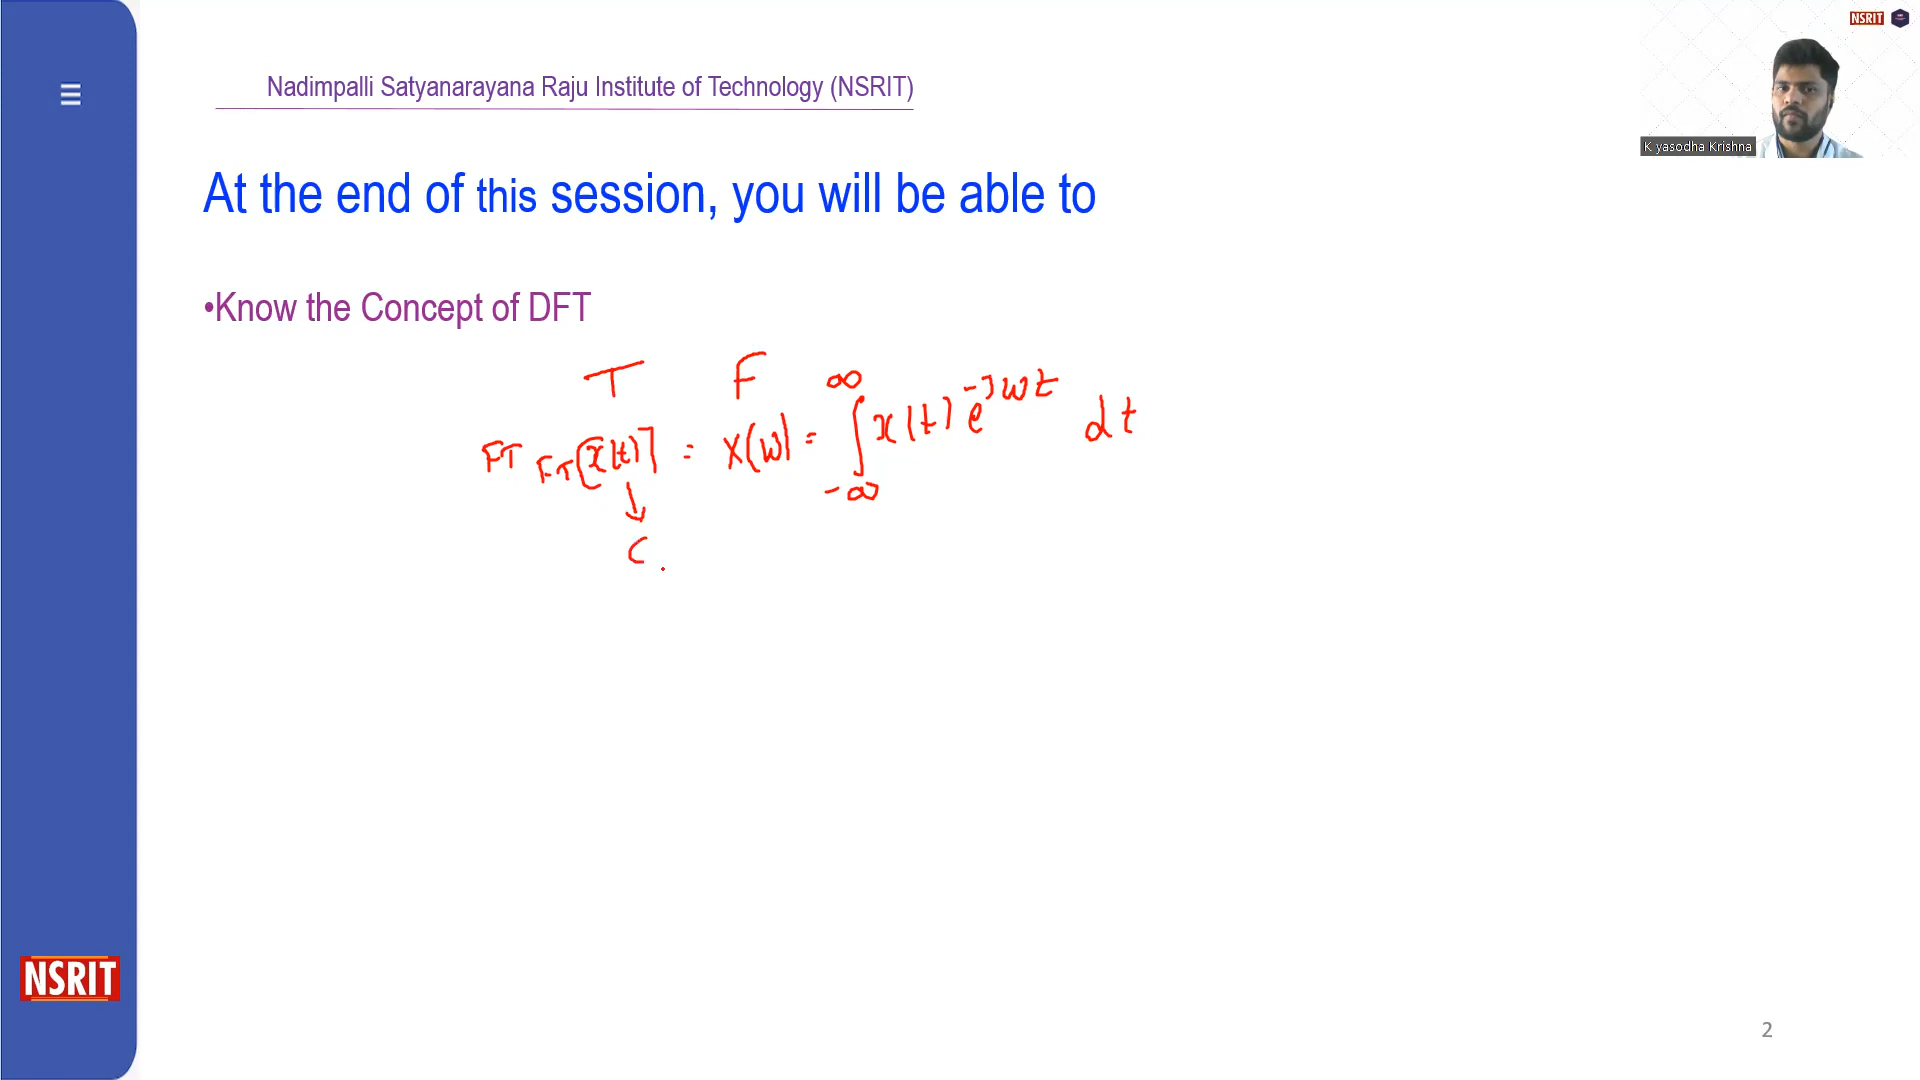 NSRIT
Nadimpalli Satyanarayana Raju Institute of Technology (NSRIT)
K yasodha Krishna
At the end of this session, you will be able to
•Know the Concept of DFT
T F
FT FT[x(t)] = X(ω) = ∫ x(t) e^-jωt dt
∞
-∞
C
NSRIT
2